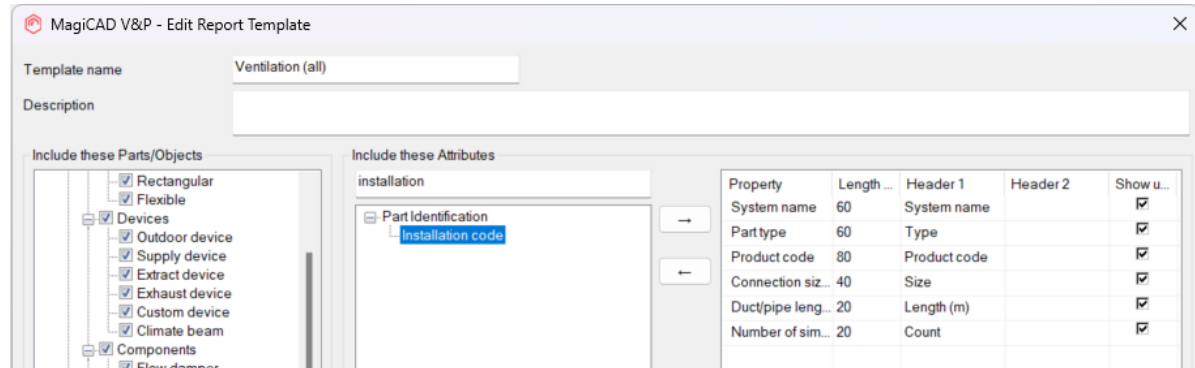 MagiCAD V&P - Edit Report Template
Template name
Ventilation (all)
Description
Include these Parts/Objects
Rectangular
Flexible
Devices
Outdoor device
Supply device
Extract device
Exhaust device
Custom device
Climate beam
Components
Flow damper
Include these Attributes
installation
Part Identification
Installation code
→
←
Property Length ... Header 1 Header 2 Show u...
System name 60 System name
Part type 60 Type
Product code 80 Product code
Connection siz... 40 Size
Duct/pipe leng... 20 Length (m)
Number of sim... 20 Count